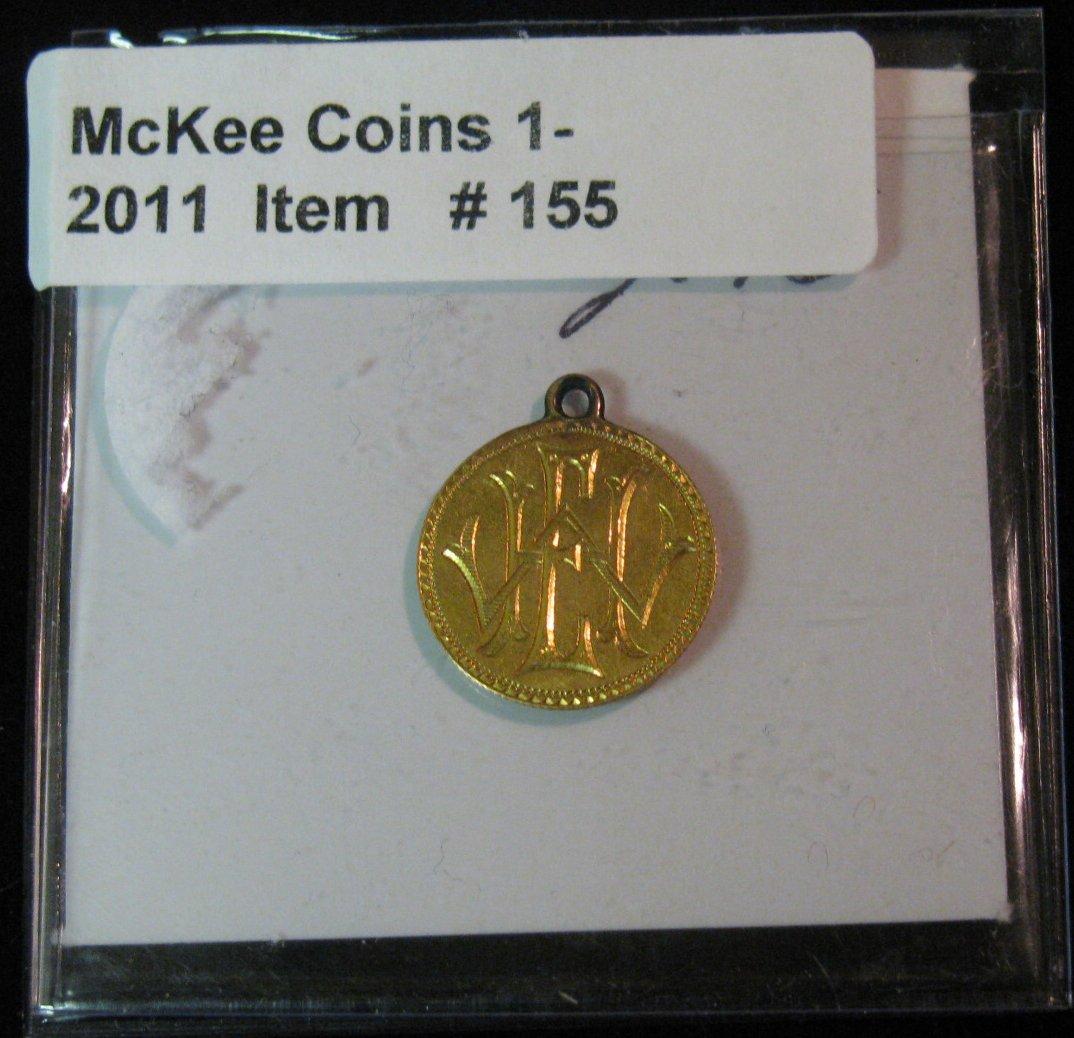 McKee Coins 1-
2011 Item # 155